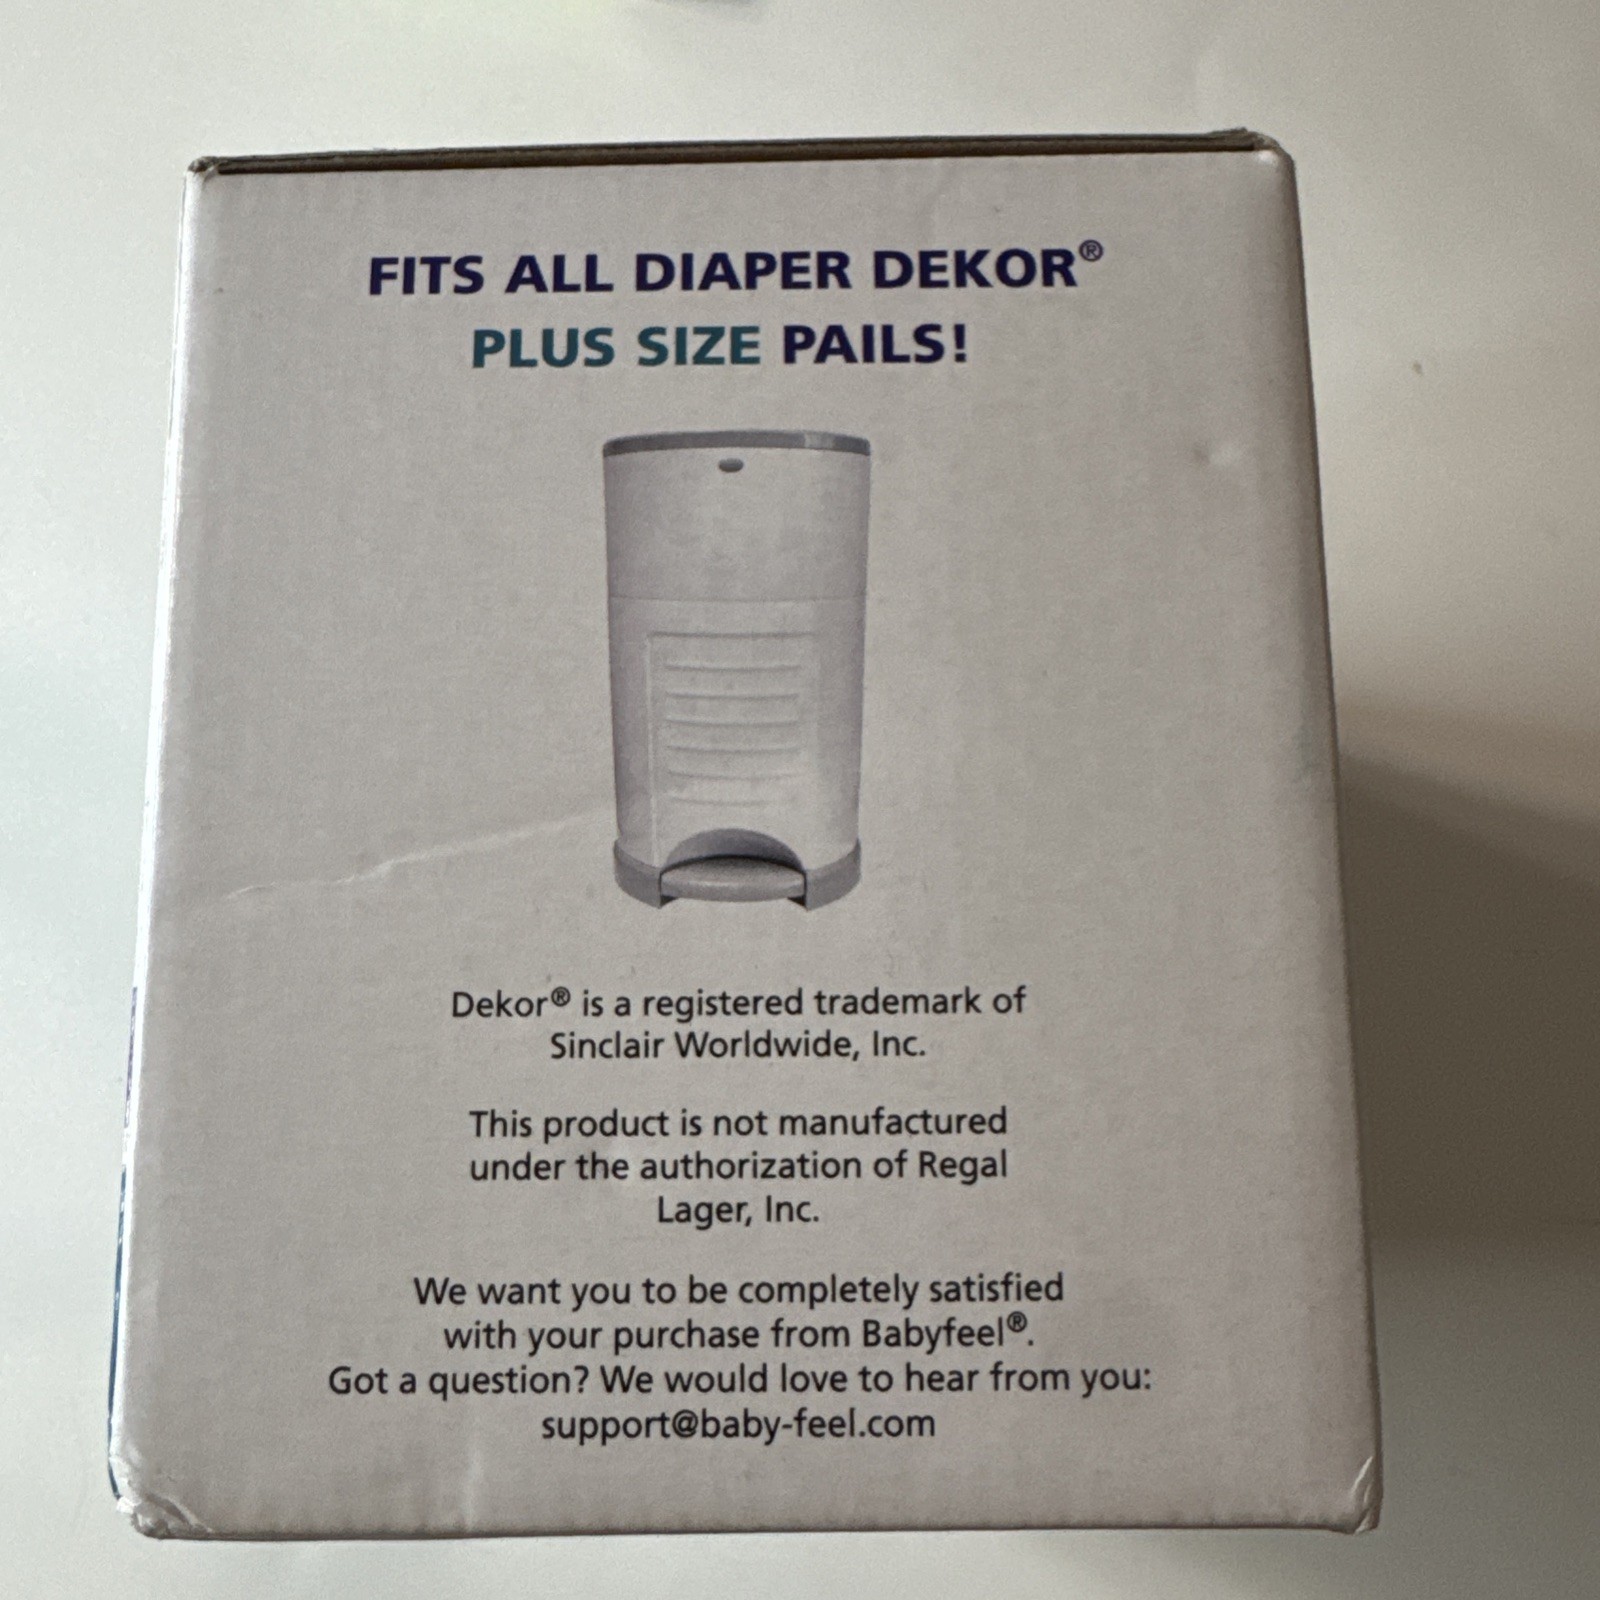 FITS ALL DIAPER DEKOR®
PLUS SIZE PAILS!
Dekor® is a registered trademark of
Sinclair Worldwide, Inc.
This product is not manufactured
under the authorization of Regal
Lager, Inc.
We want you to be completely satisfied
with your purchase from Babyfeel®.
Got a question? We would love to hear from you:
support@baby-feel.com